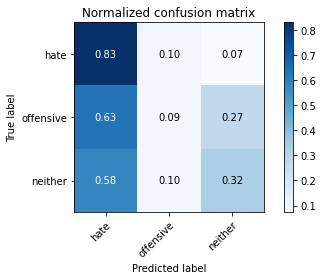 Normalized confusion matrix
True label
hate
offensive
neither
0.83 0.10 0.07
0.63 0.09 0.27
0.58 0.10 0.32
hate
offensive
neither
Predicted label
0.8
0.7
0.6
0.5
0.4
0.3
0.2
0.1